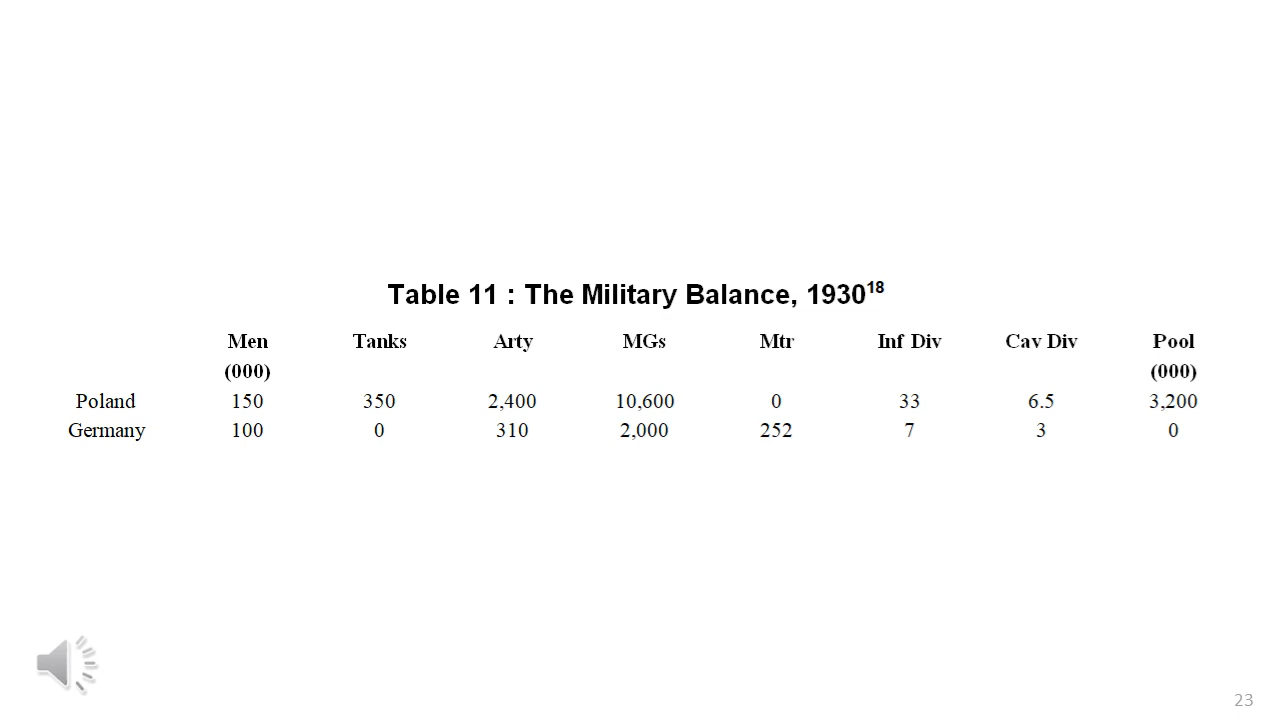 Table 11 : The Military Balance, 1930¹⁸
Men Tanks Arty MGs Mtr Inf Div Cav Div Pool
(000) (000)
Poland 150 350 2,400 10,600 0 33 6.5 3,200
Germany 100 0 310 2,000 252 7 3 0
23